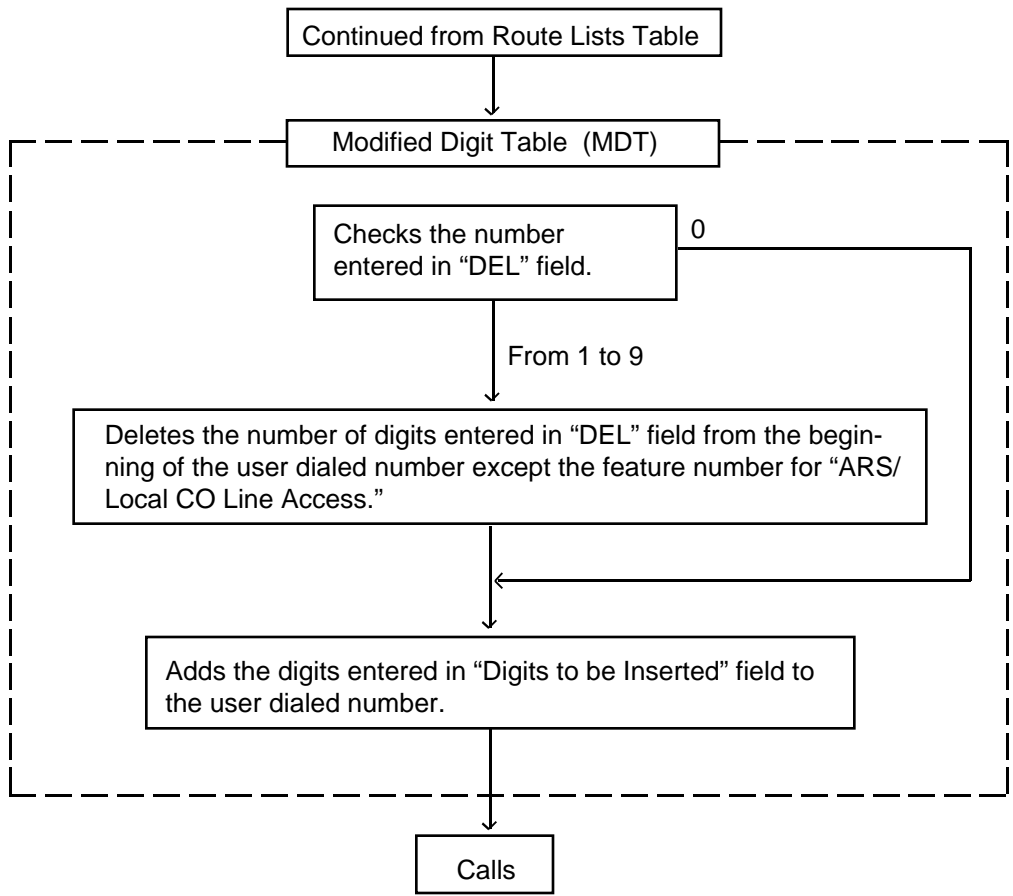 Continued from Route Lists Table
Modified Digit Table (MDT)
Checks the number
entered in “DEL” field.
0
From 1 to 9
Deletes the number of digits entered in “DEL” field from the begin-
ning of the user dialed number except the feature number for “ARS/
Local CO Line Access.”
Adds the digits entered in “Digits to be Inserted” field to
the user dialed number.
Calls